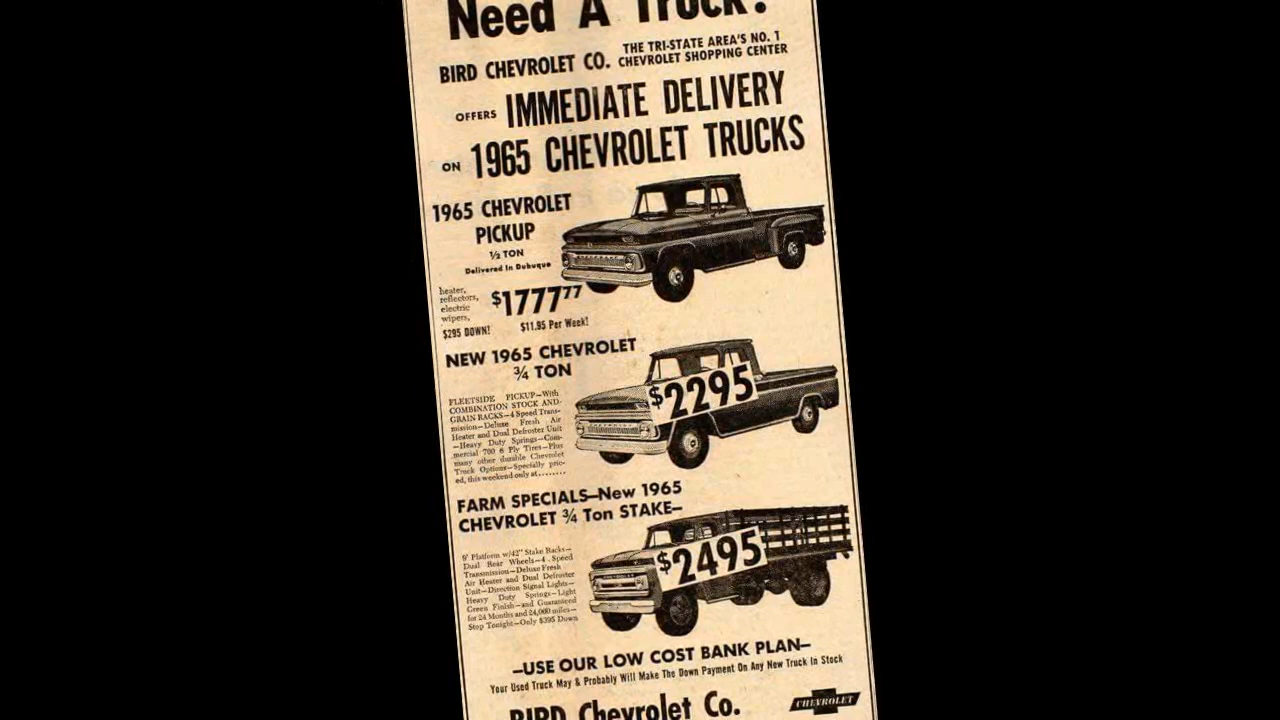 Need A Truck?
BIRD CHEVROLET CO. THE TRI-STATE AREA'S NO. 1
CHEVROLET SHOPPING CENTER
OFFERS IMMEDIATE DELIVERY
ON 1965 CHEVROLET TRUCKS
1965 CHEVROLET
PICKUP
½ TON
Delivered In Dubuque
heater,
reflectors,
electric
wipers,
$1777.77
$295 DOWN!
$11.95 Per Week!
NEW 1965 CHEVROLET
¾ TON
FLEETSIDE PICKUP—With
COMBINATION STOCK AND
GRAIN RACKS—4 Speed Trans-
mission—Deluxe Fresh Air
Heater and Dual Defroster Unit
—Heavy Duty Springs—Com-
mercial 700 6 Ply Tires—Plus
many other durable Chevrolet
Truck Options—Specially pric-
ed, this weekend only at........
$2295
FARM SPECIALS—New 1965
CHEVROLET ¾ Ton STAKE—
Platform w/42" Stake Racks—
Dual Rear Wheels—4 Speed
Transmission—Deluxe Fresh
Air Heater and Dual Defroster
Unit—Direction Signal Lights—
Heavy Duty Springs—Light
Green Finish—and Guaranteed
for 24 Months and 24,000 miles—
Stop Tonight—Only $395 Down
$2495
—USE OUR LOW COST BANK PLAN—
Your Used Truck May & Probably Will Make The Down Payment On Any New Truck In Stock
BIRD Chevrolet Co.
CHEVROLET